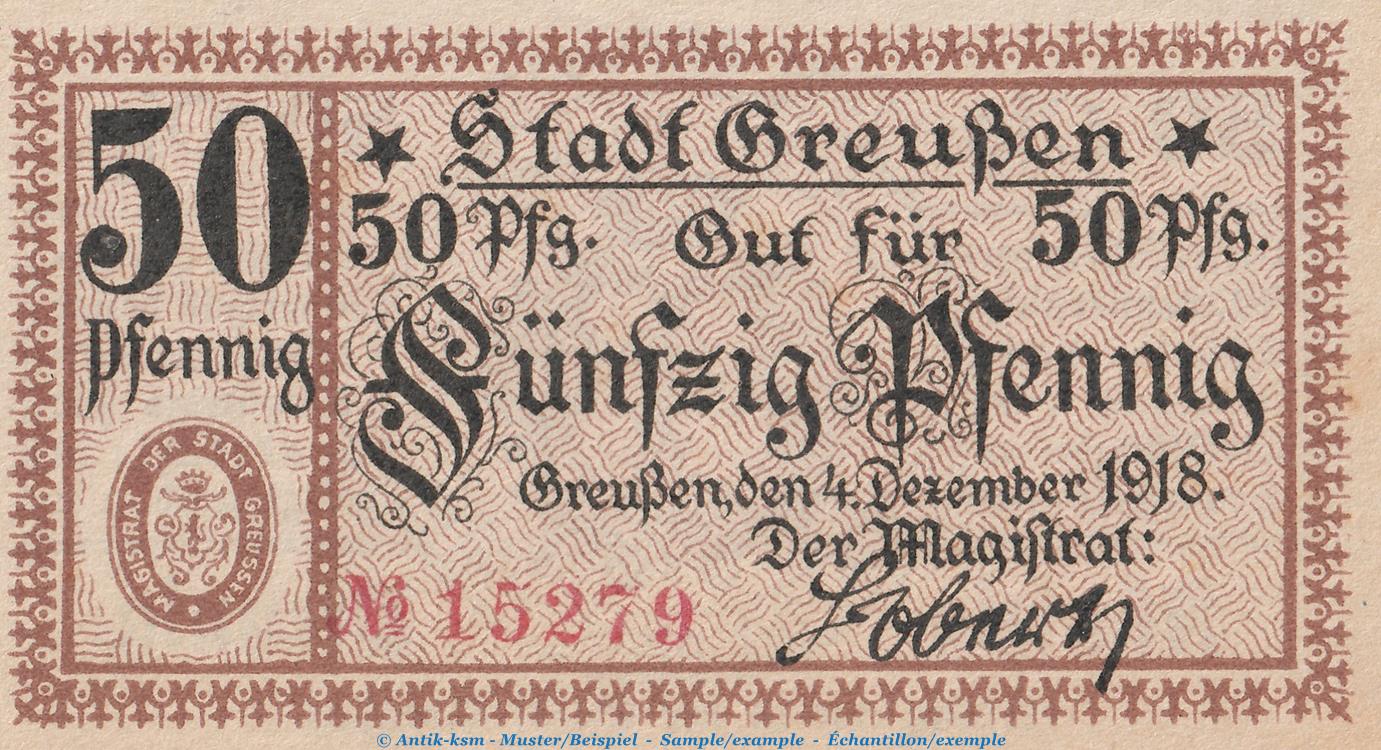 50
Pfennig
MAGISTRAT DER STADT GREUSSEN
Stadt Greußen
50 Pfg. Gut für 50 Pfg.
Fünfzig Pfennig
Greußen, den 4. Dezember 1918.
Der Magistrat:
№ 15279
© Antik-ksm - Muster/Beispiel - Sample/example - Échantillon/exemple